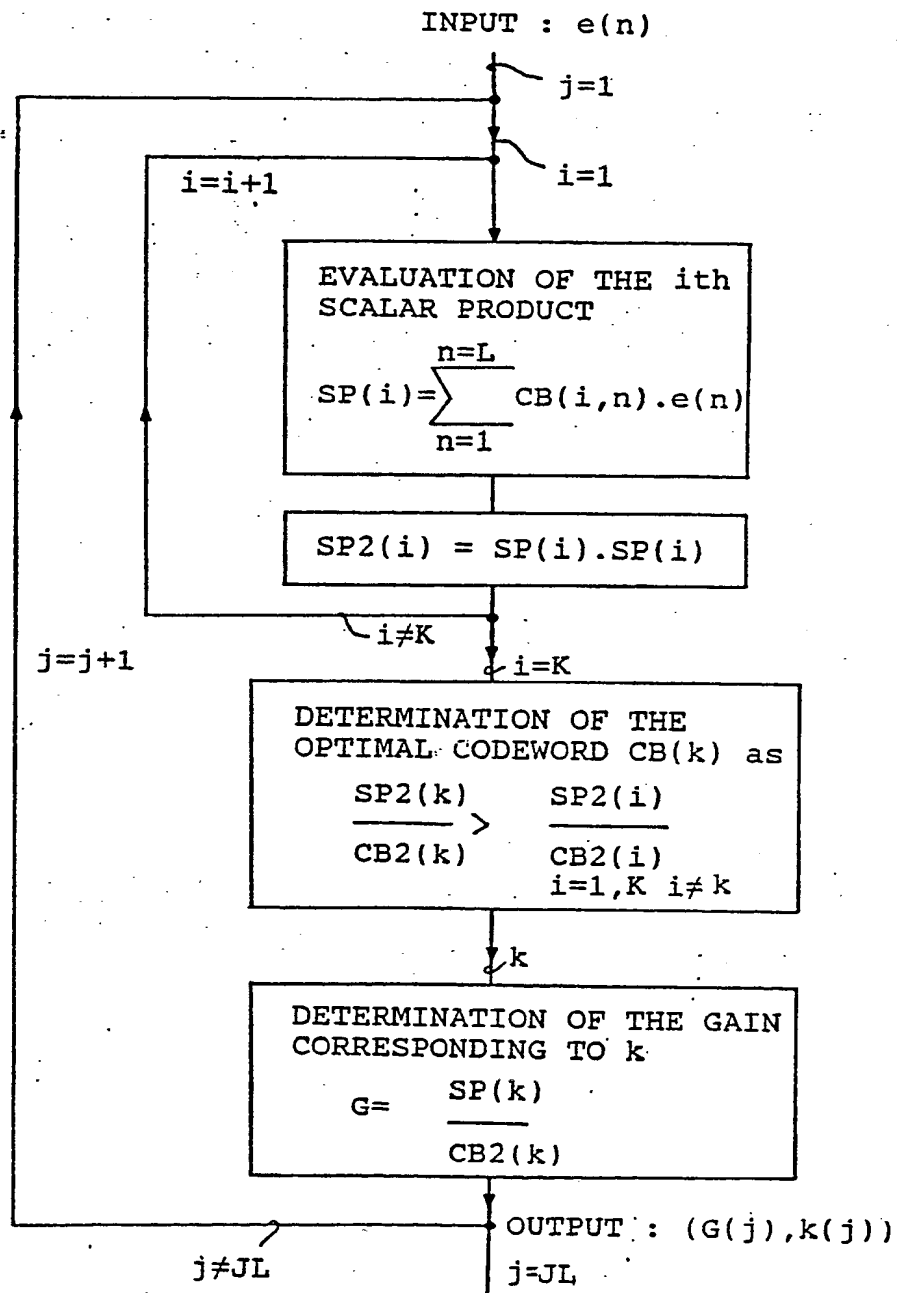 INPUT : e(n)
j=1
i=1
i=i+1
EVALUATION OF THE ith
SCALAR PRODUCT
n=L
SP(i)=∑ CB(i,n).e(n)
n=1
SP2(i) = SP(i).SP(i)
i≠K
j=j+1
i=K
DETERMINATION OF THE
OPTIMAL CODEWORD CB(k) as
SP2(k) SP2(i)
>
CB2(k) CB2(i)
i=1,K i≠k
k
DETERMINATION OF THE GAIN
CORRESPONDING TO k
SP(k)
G=
CB2(k)
OUTPUT : (G(j),k(j))
j≠JL
j=JL